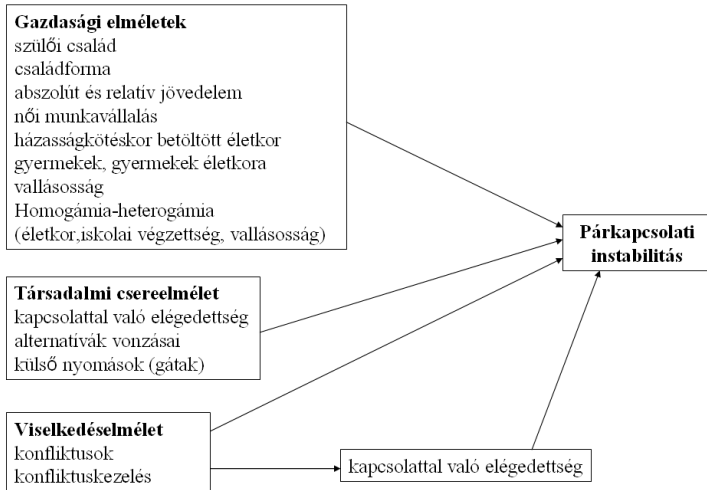 Gazdasági elméletek
szülői család
családforma
abszolút és relatív jövedelem
női munkavállalás
házasságkötéskor betöltött életkor
gyermekek, gyermekek életkora
vallásosság
Homogámia-heterogámia
(életkor,iskolai végzettség, vallásosság)
Párkapcsolati
instabilitás
Társadalmi csereelmélet
kapcsolattal való elégedettség
alternatívák vonzásai
külső nyomások (gátak)
Viselkedéselmélet
konfliktusok
konfliktuskezelés
kapcsolattal való elégedettség